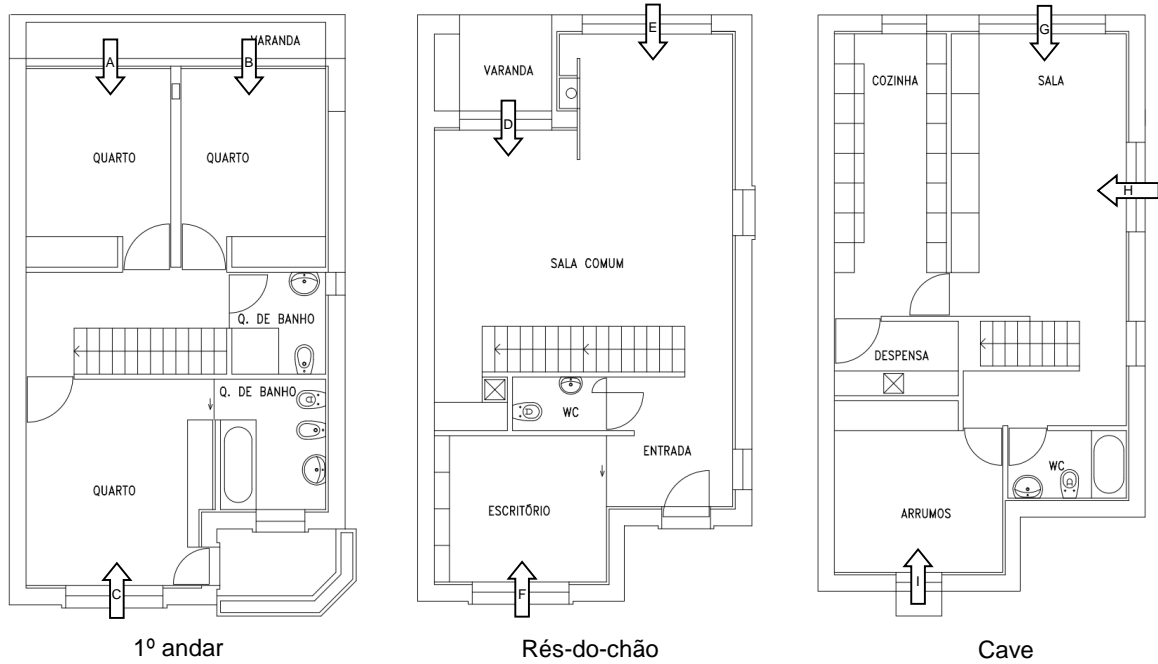 VARANDA
A
B
QUARTO
QUARTO
Q. DE BANHO
Q. DE BANHO
QUARTO
C
1º andar
E
VARANDA
D
SALA COMUM
WC
ENTRADA
ESCRITÓRIO
F
Rés-do-chão
G
COZINHA
SALA
H
DESPENSA
WC
ARRUMOS
I
Cave